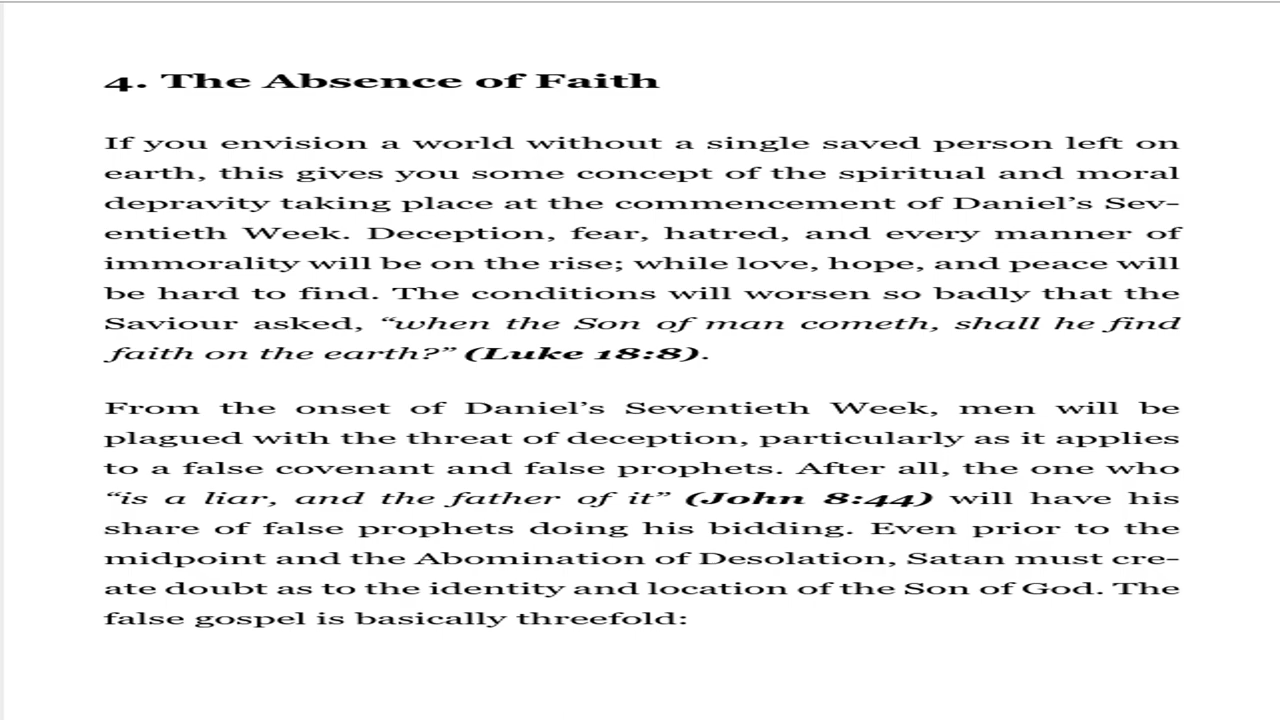 4. The Absence of Faith
If you envision a world without a single saved person left on
earth, this gives you some concept of the spiritual and moral
depravity taking place at the commencement of Daniel’s Sev-
entieth Week. Deception, fear, hatred, and every manner of
immorality will be on the rise; while love, hope, and peace will
be hard to find. The conditions will worsen so badly that the
Saviour asked, “when the Son of man cometh, shall he find
faith on the earth?” (Luke 18:8).
From the onset of Daniel’s Seventieth Week, men will be
plagued with the threat of deception, particularly as it applies
to a false covenant and false prophets. After all, the one who
“is a liar, and the father of it” (John 8:44) will have his
share of false prophets doing his bidding. Even prior to the
midpoint and the Abomination of Desolation, Satan must cre-
ate doubt as to the identity and location of the Son of God. The
false gospel is basically threefold: